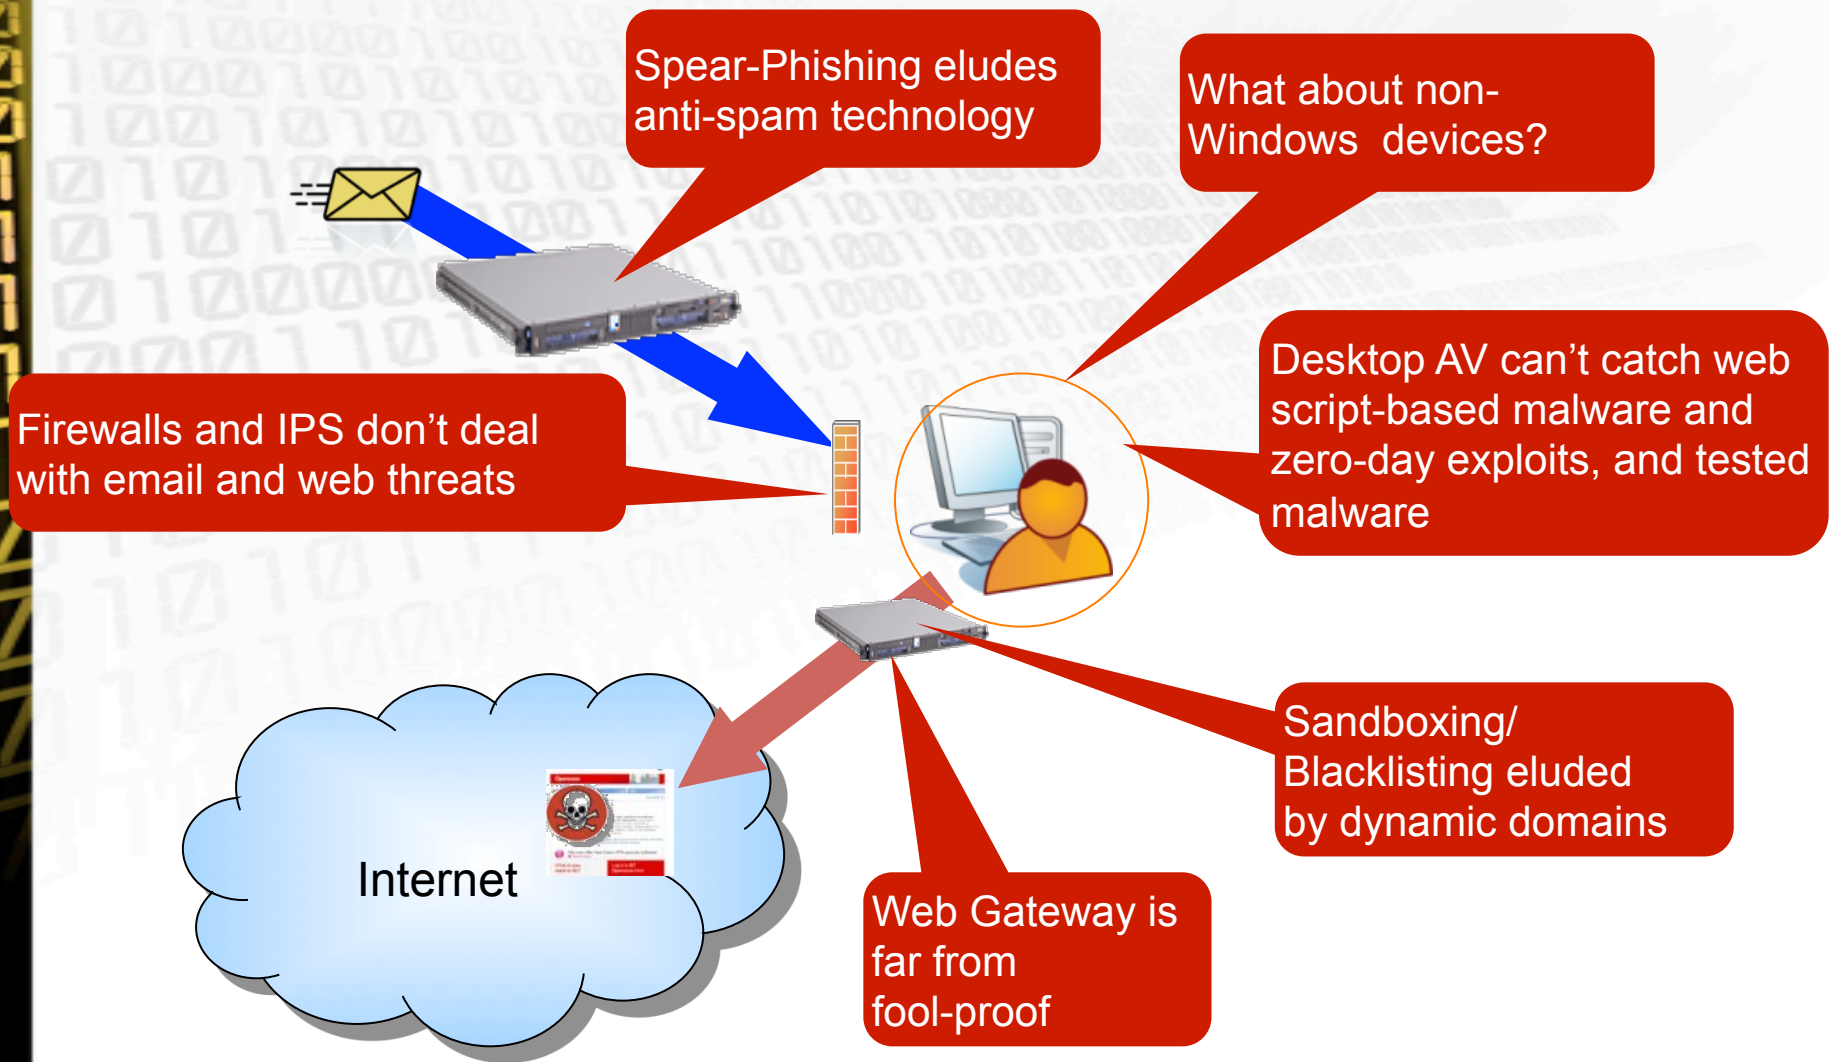 Spear-Phishing eludes
anti-spam technology
What about non-
Windows  devices?
Firewalls and IPS don’t deal
with email and web threats
Desktop AV can’t catch web
script-based malware and
zero-day exploits, and tested
malware
Sandboxing/
Blacklisting eluded
by dynamic domains
Internet
Web Gateway is
far from
fool-proof